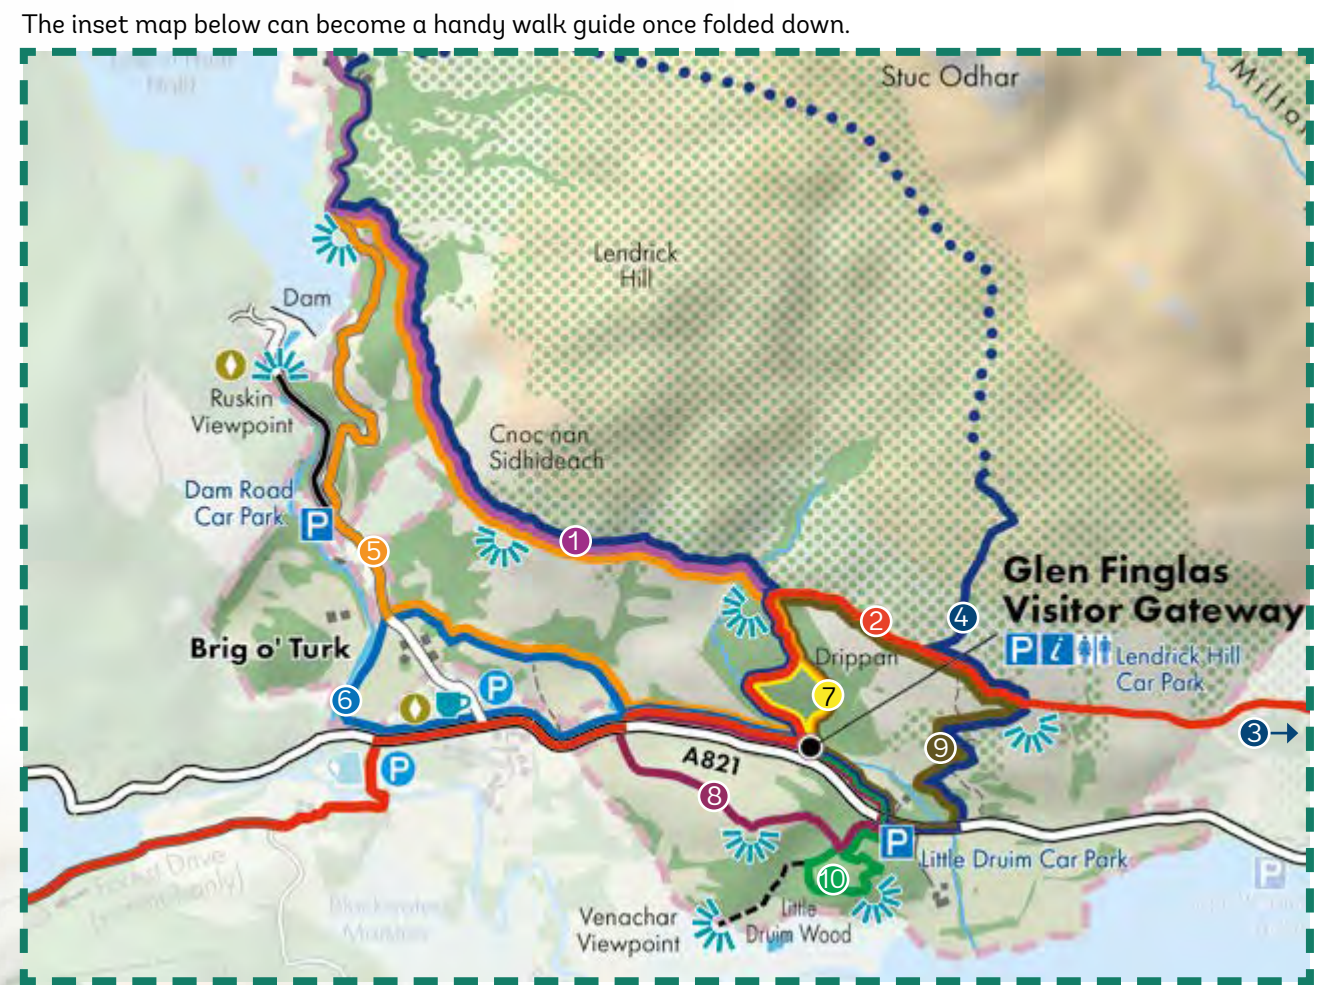 The inset map below can become a handy walk guide once folded down.
Stuc Odhar
Lendrick
Hill
Dam
Ruskin
Viewpoint
Cnoc nan
Sidhideach
Dam Road
Car Park
P
5
1
Glen Finglas
Visitor Gateway
P i
Lendrick Hill
Car Park
2
4
Brig o' Turk
Drippan
6
P
7
3
9
A821
P
8
P
Little Druim Car Park
10
P
Venachar
Viewpoint
Little
Druim Wood
Forest Drive